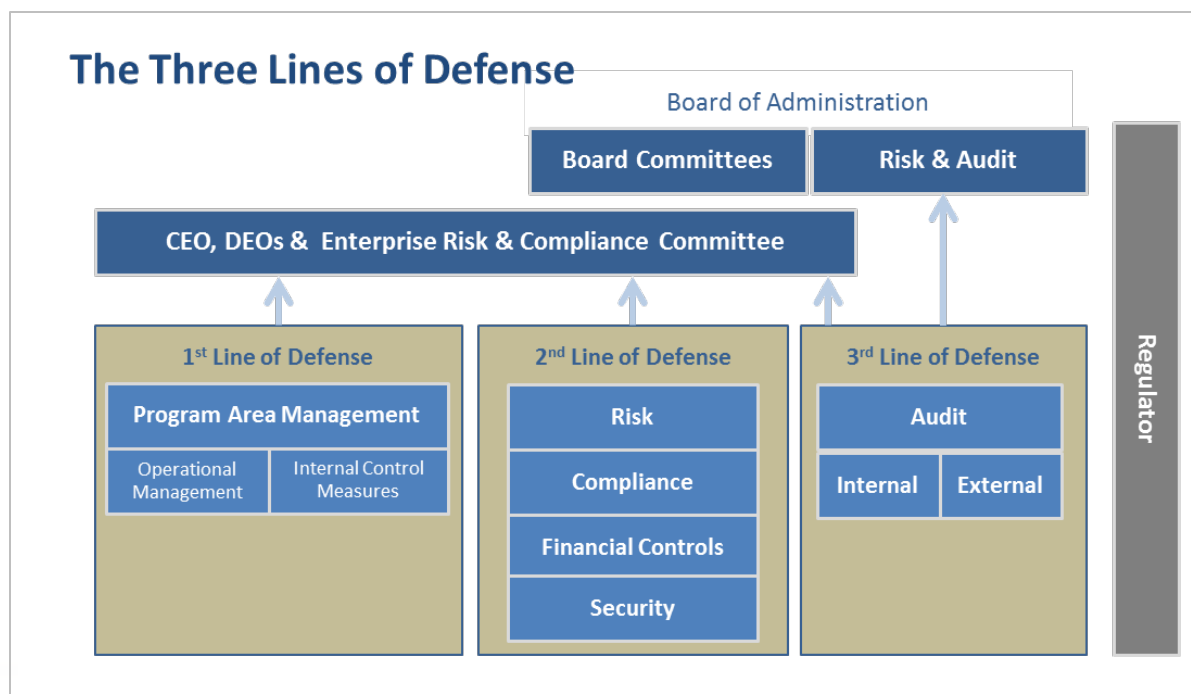 The Three Lines of Defense
Board of Administration
Board Committees
Risk & Audit
CEO, DEOs & Enterprise Risk & Compliance Committee
1st Line of Defense
Program Area Management
Operational
Management
Internal Control
Measures
2nd Line of Defense
Risk
Compliance
Financial Controls
Security
3rd Line of Defense
Audit
Internal
External
Regulator